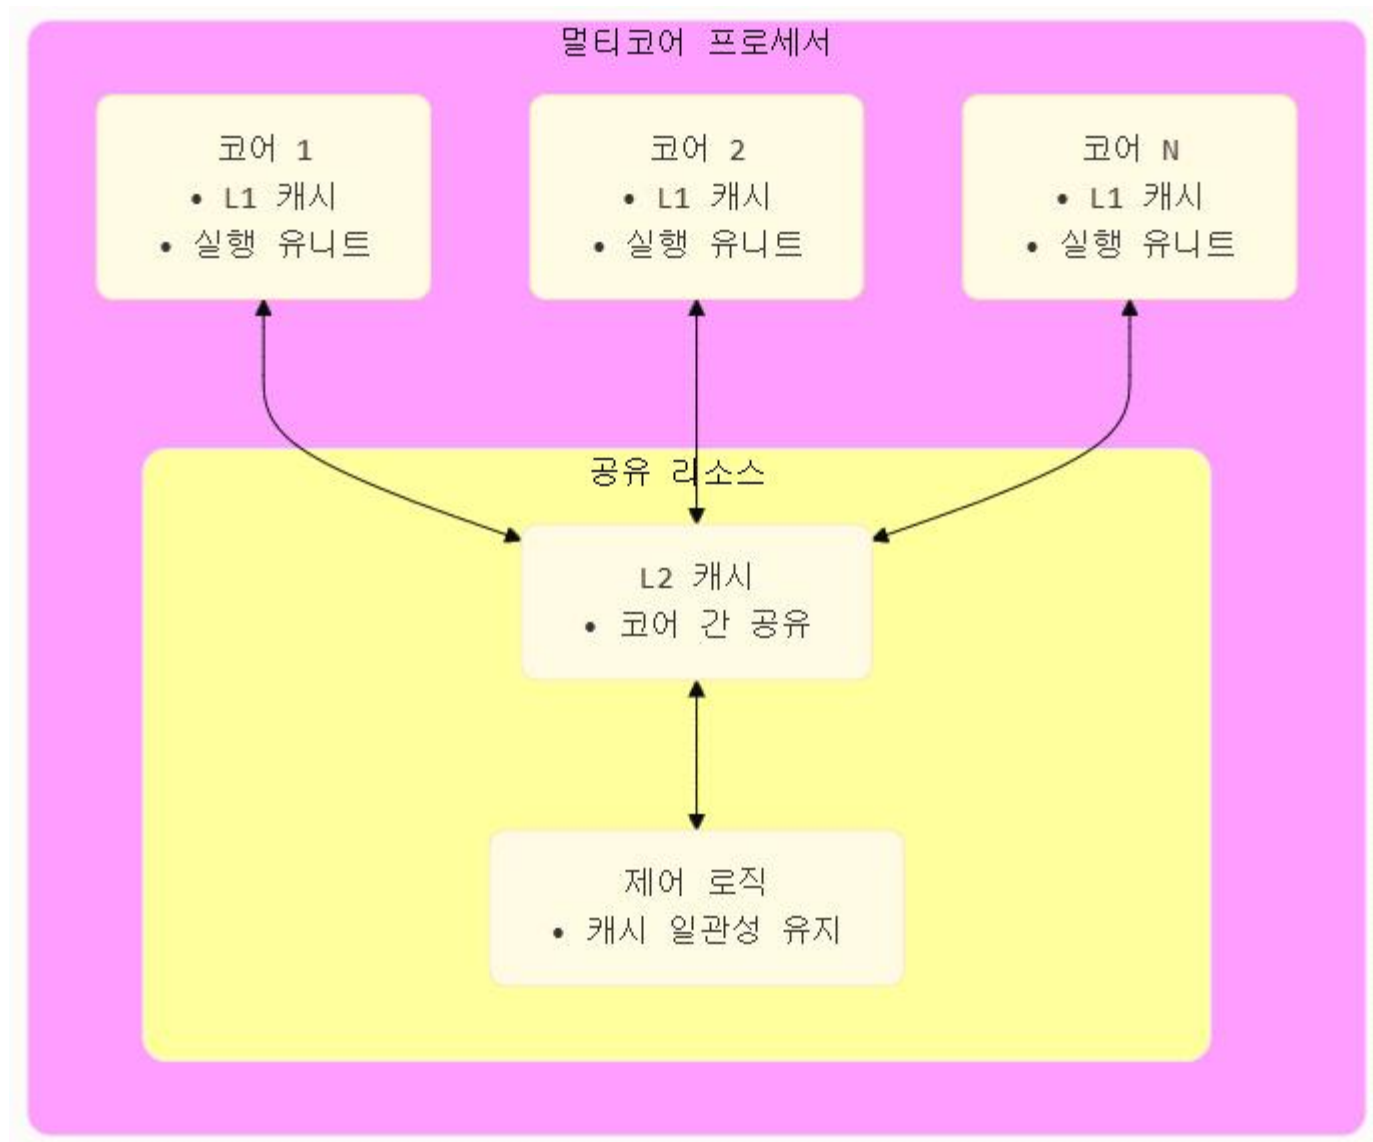 멀티코어 프로세서
코어 1
• L1 캐시
• 실행 유니트
코어 2
• L1 캐시
• 실행 유니트
코어 N
• L1 캐시
• 실행 유니트
공유 리소스
L2 캐시
• 코어 간 공유
제어 로직
• 캐시 일관성 유지